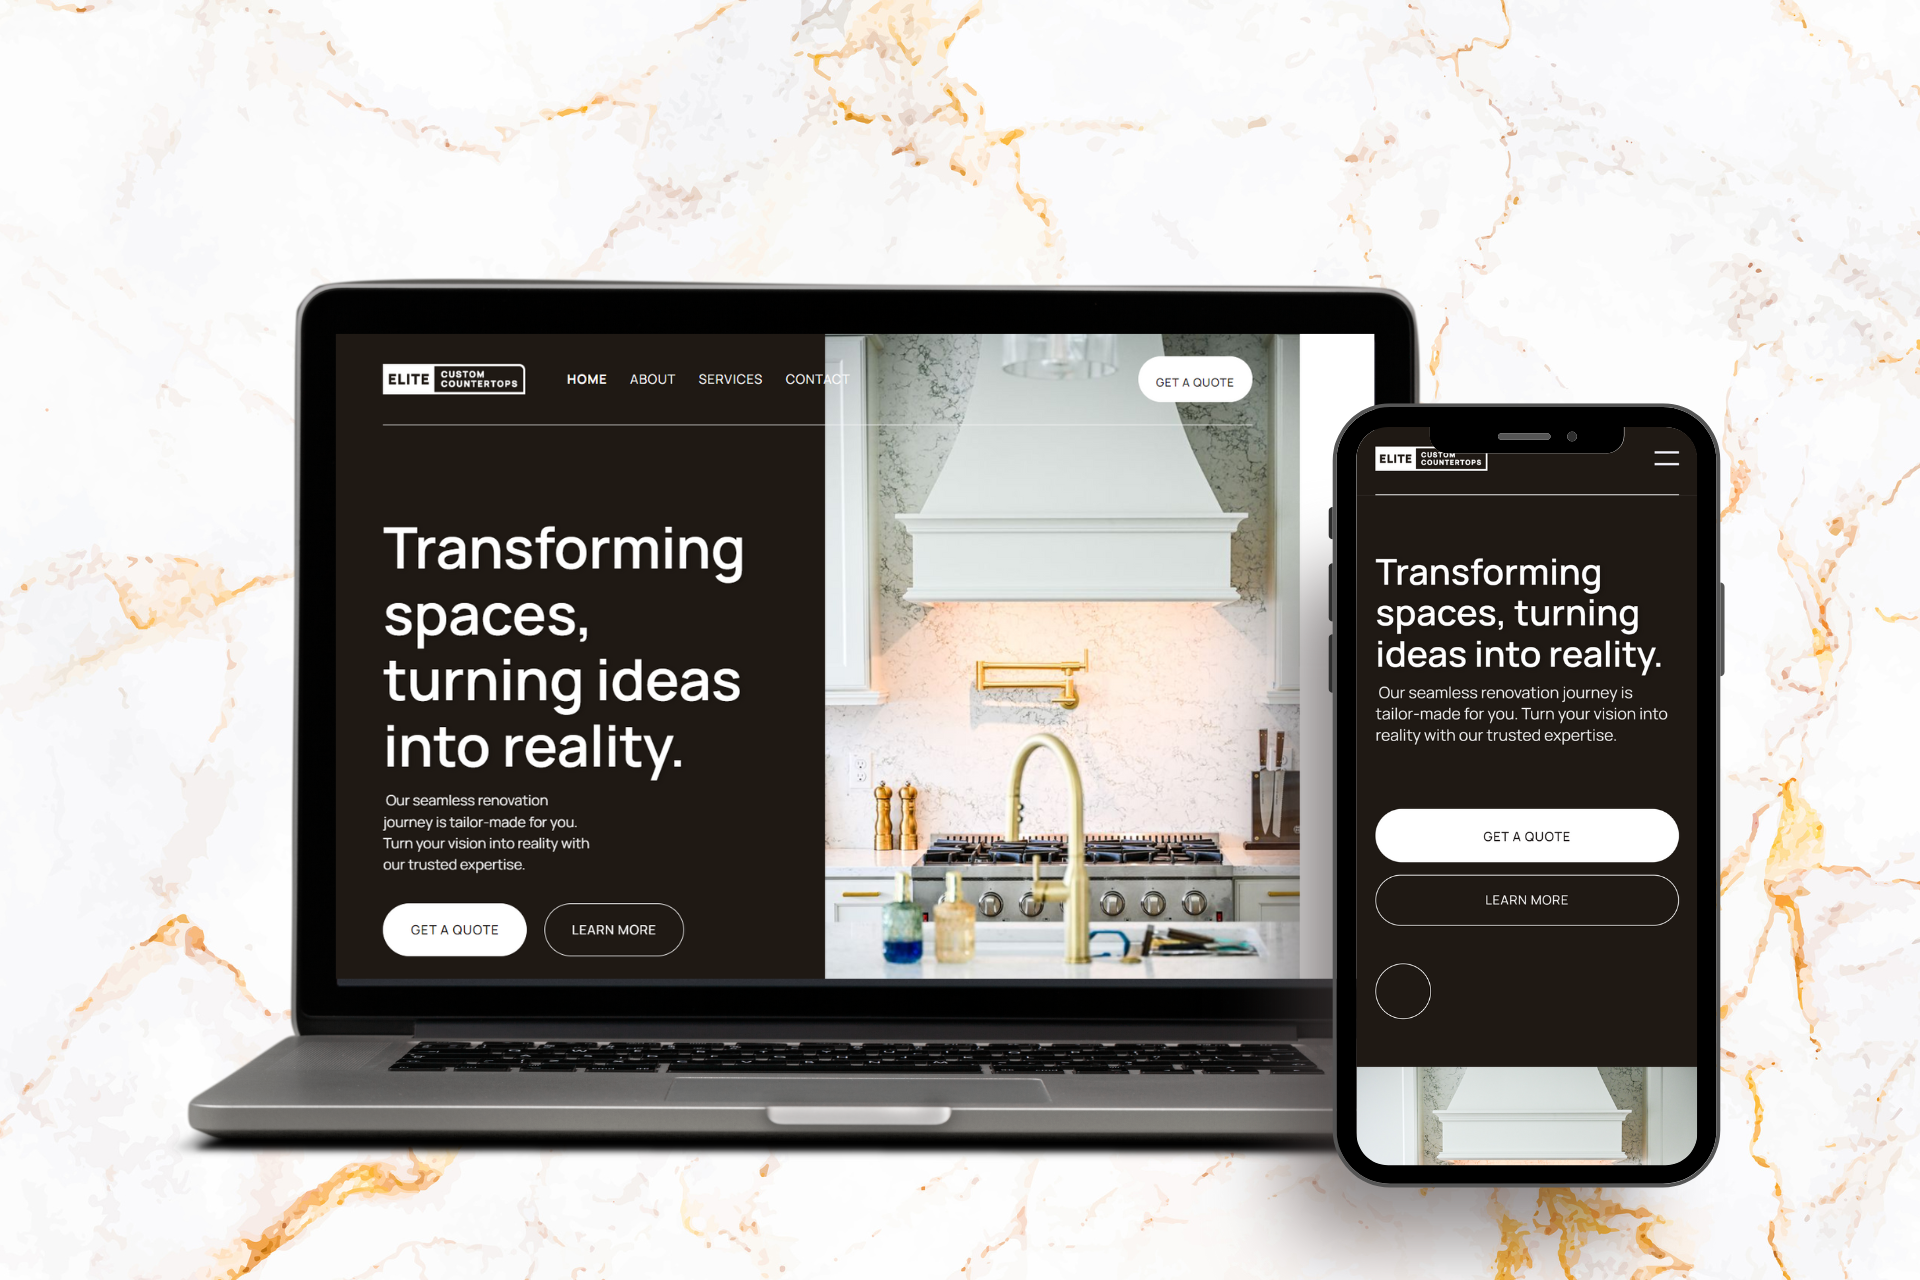 ELITE CUSTOM COUNTERTOPS
HOME ABOUT SERVICES CONTACT
GET A QUOTE
Transforming
spaces,
turning ideas
into reality.
Our seamless renovation
journey is tailor-made for you.
Turn your vision into reality with
our trusted expertise.
GET A QUOTE
LEARN MORE
ELITE CUSTOM COUNTERTOPS
Transforming
spaces, turning
ideas into reality.
Our seamless renovation journey is
tailor-made for you. Turn your vision into
reality with our trusted expertise.
GET A QUOTE
LEARN MORE